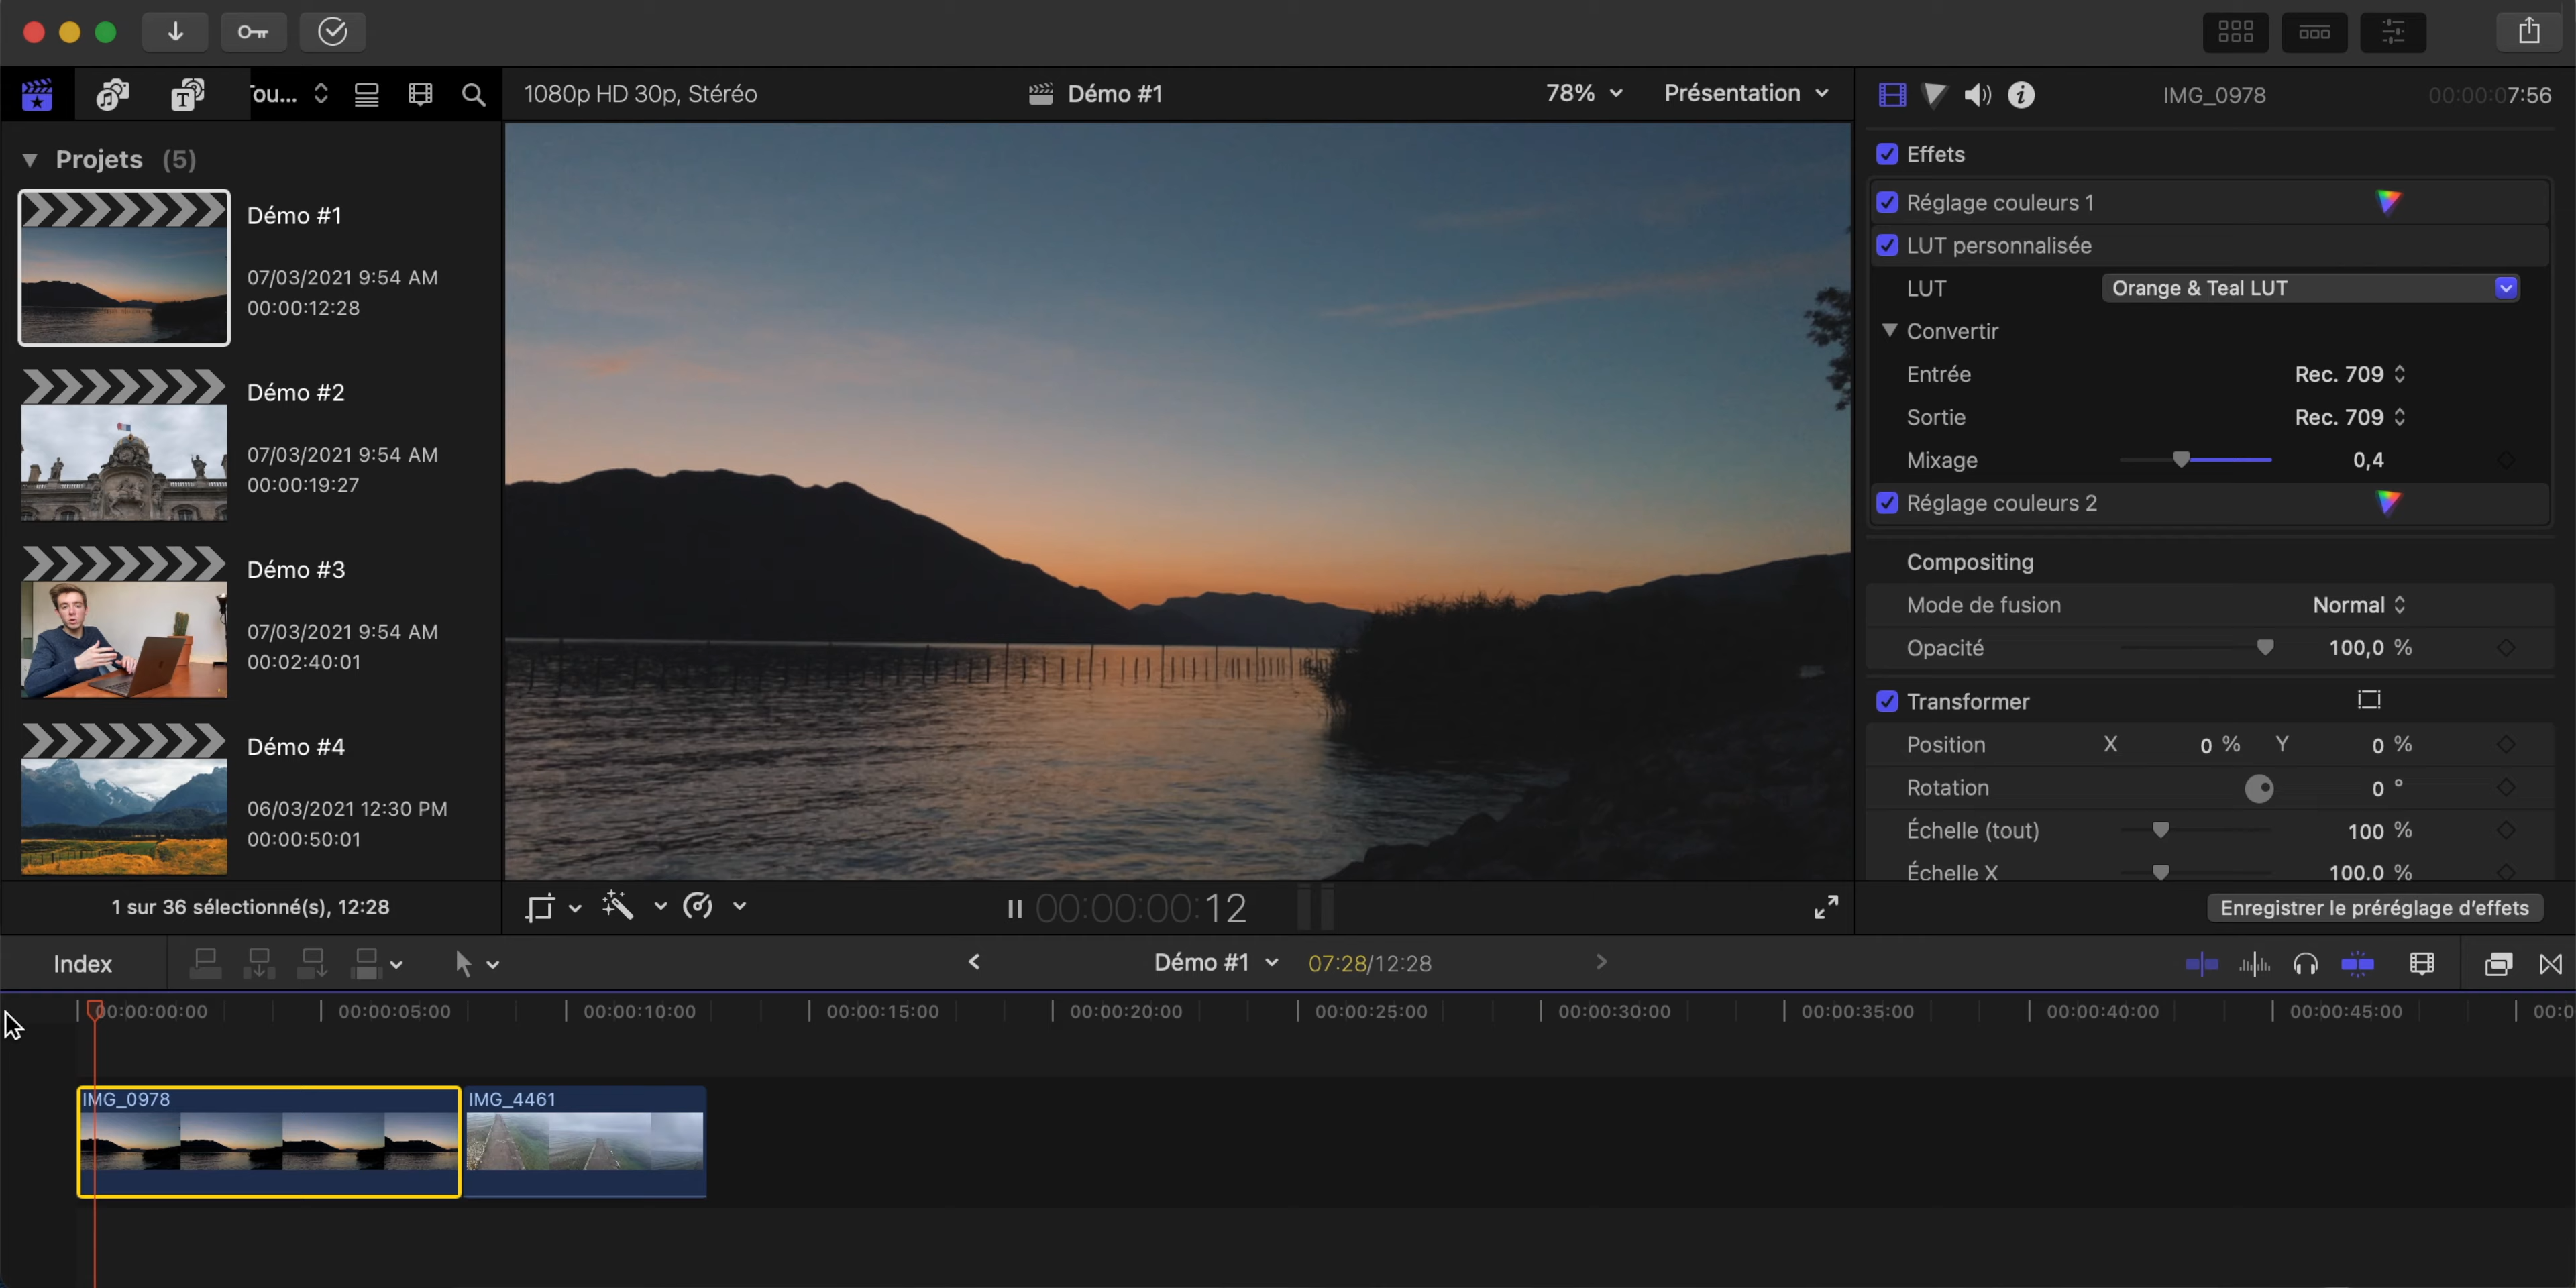 Tou...
1080p HD 30p, Stéréo
Démo #1
78%
Présentation
IMG_0978
00:00:07:56
Projets (5)
Démo #1
07/03/2021 9:54 AM
00:00:12:28
Démo #2
07/03/2021 9:54 AM
00:00:19:27
Démo #3
07/03/2021 9:54 AM
00:02:40:01
Démo #4
06/03/2021 12:30 PM
00:00:50:01
1 sur 36 sélectionné(s), 12:28
00:00:00:12
Effets
Réglage couleurs 1
LUT personnalisée
LUT Orange & Teal LUT
Convertir
Entrée Rec. 709
Sortie Rec. 709
Mixage 0,4
Réglage couleurs 2
Compositing
Mode de fusion Normal
Opacité 100,0 %
Transformer
Position X 0 % Y 0 %
Rotation 0 °
Échelle (tout) 100 %
Échelle X 100,0 %
Enregistrer le préréglage d'effets
Index
Démo #1
07:28/12:28
00:00:00:00 00:00:05:00 00:00:10:00 00:00:15:00 00:00:20:00 00:00:25:00 00:00:30:00 00:00:35:00 00:00:40:00 00:00:45:00 00:0
IMG_0978
IMG_4461